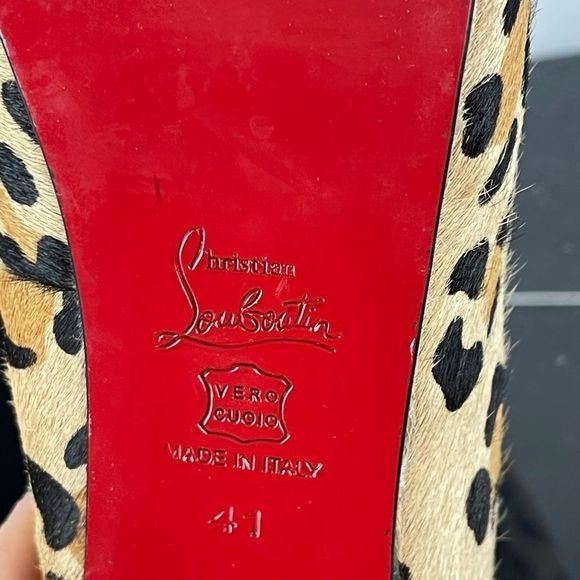 Christian
Louboutin
VERO
CUOIO
MADE IN ITALY
41